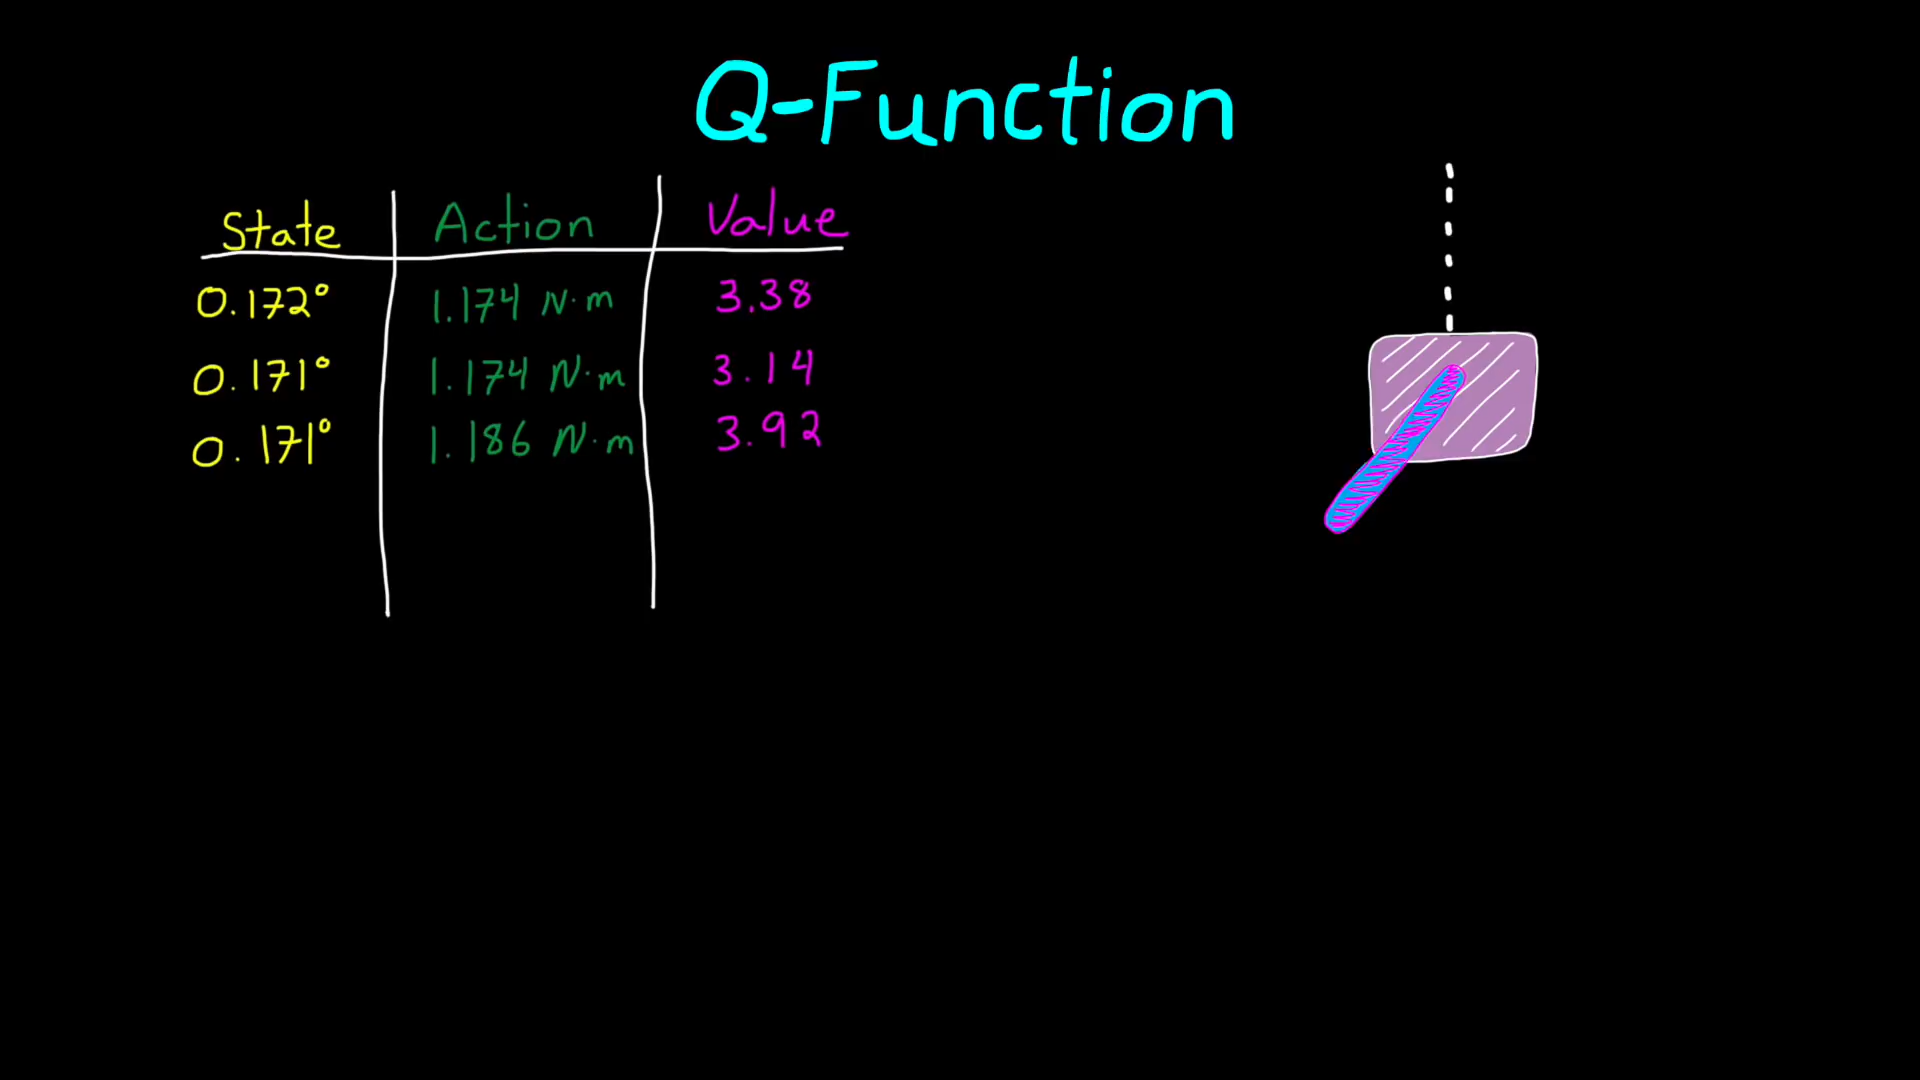 Q-Function
State Action Value
0.172° 1.174 N·m 3.38
0.171° 1.174 N·m 3.14
0.171° 1.186 N·m 3.92